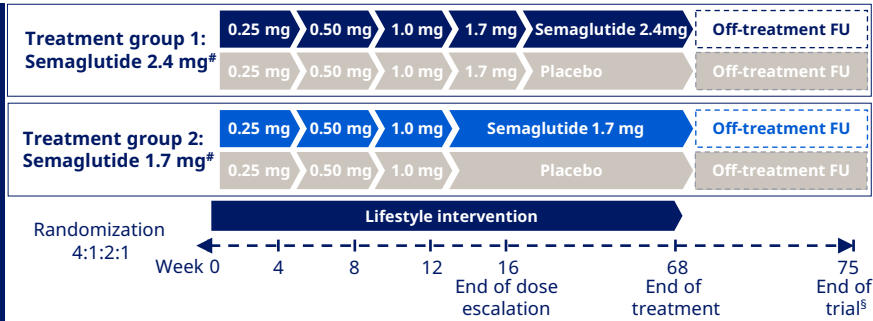 Treatment group 1:
Semaglutide 2.4 mg#
0.25 mg 0.50 mg 1.0 mg 1.7 mg Semaglutide 2.4mg Off-treatment FU
0.25 mg 0.50 mg 1.0 mg 1.7 mg Placebo Off-treatment FU
Treatment group 2:
Semaglutide 1.7 mg#
0.25 mg 0.50 mg 1.0 mg Semaglutide 1.7 mg Off-treatment FU
0.25 mg 0.50 mg 1.0 mg Placebo Off-treatment FU
Lifestyle intervention
Randomization
4:1:2:1
Week 0 4 8 12 16 68 75
End of dose
escalation
End of
treatment
End of
trial§